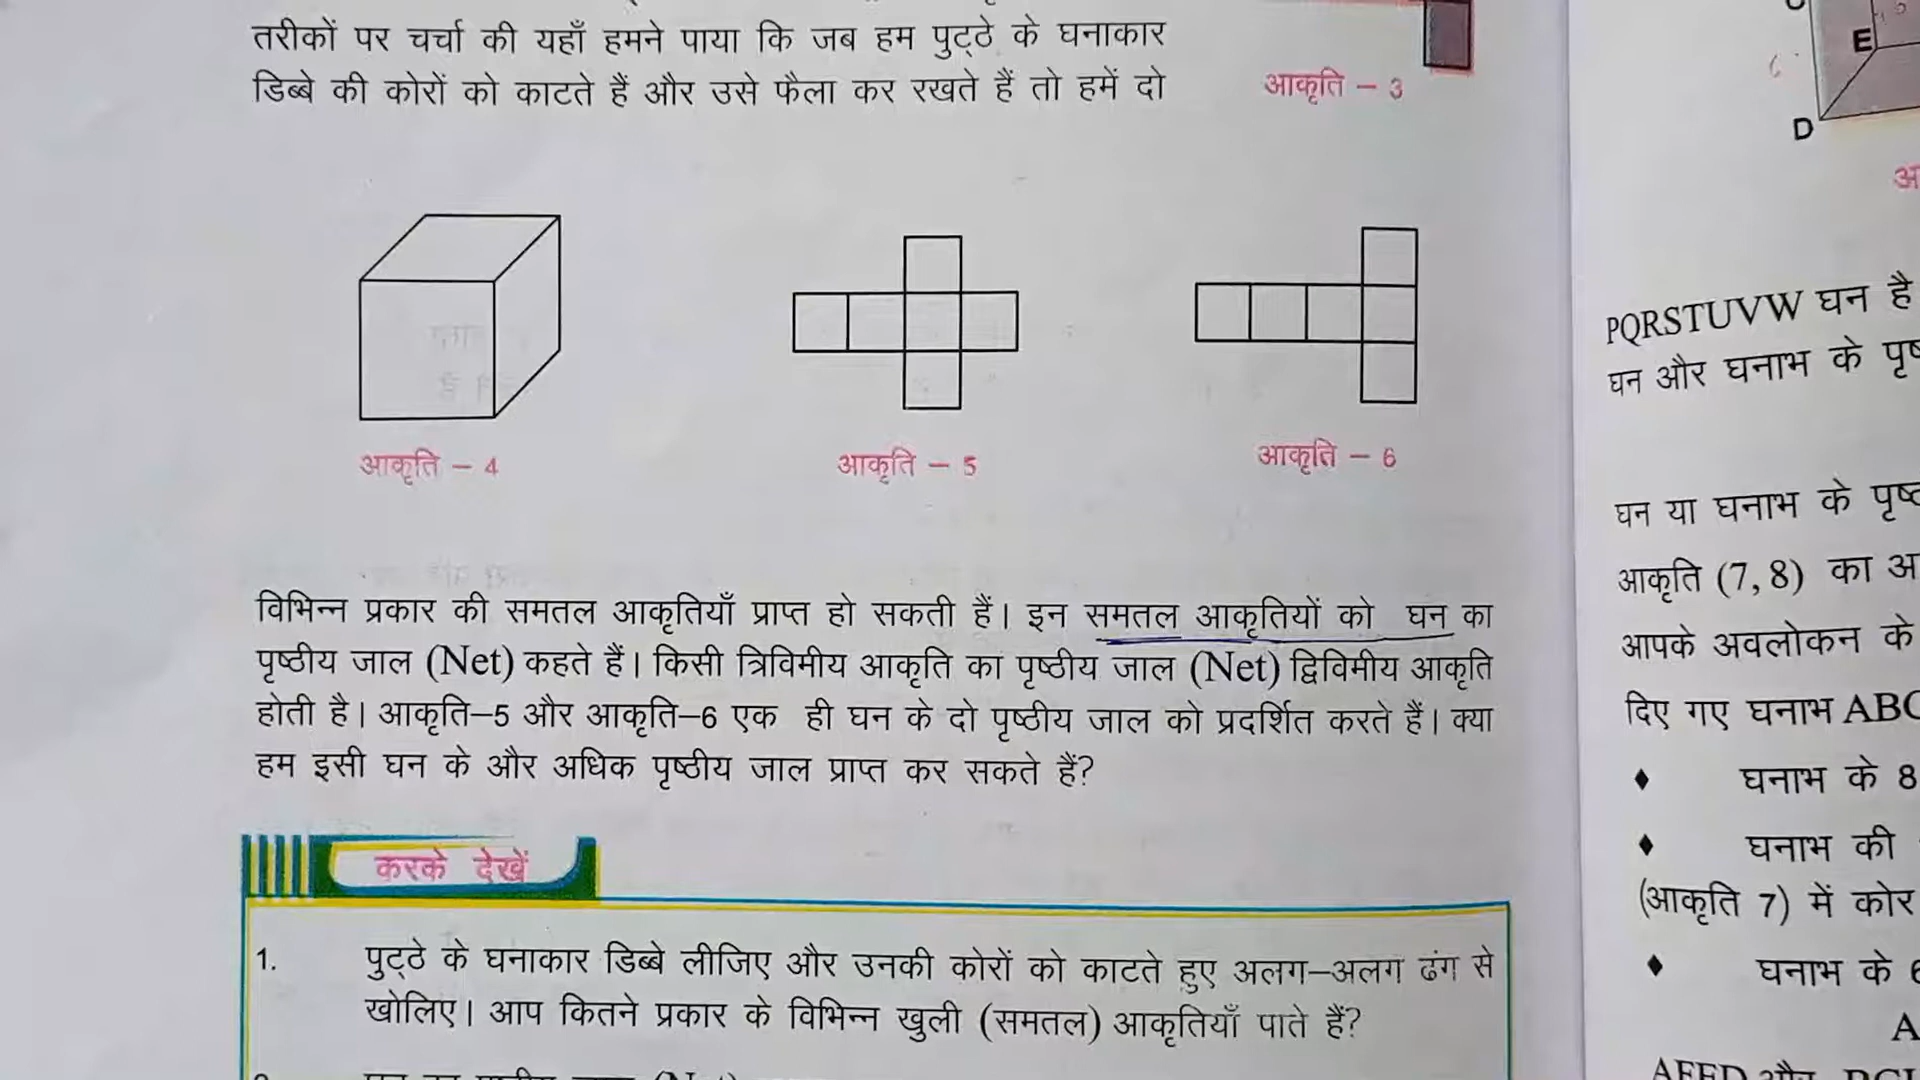 तरीकों पर चर्चा की यहाँ हमने पाया कि जब हम पुट्ठे के घनाकार
डिब्बे की कोरों को काटते हैं और उसे फैला कर रखते हैं तो हमें दो
आकृति – 3
आकृति – 4
आकृति – 5
आकृति – 6
विभिन्न प्रकार की समतल आकृतियाँ प्राप्त हो सकती हैं। इन समतल आकृतियों को घन का
पृष्ठीय जाल (Net) कहते हैं। किसी त्रिविमीय आकृति का पृष्ठीय जाल (Net) द्विविमीय आकृति
होती है। आकृति–5 और आकृति–6 एक ही घन के दो पृष्ठीय जाल को प्रदर्शित करते हैं। क्या
हम इसी घन के और अधिक पृष्ठीय जाल प्राप्त कर सकते हैं?
करके देखें
1. पुट्ठे के घनाकार डिब्बे लीजिए और उनकी कोरों को काटते हुए अलग–अलग ढंग से
खोलिए। आप कितने प्रकार के विभिन्न खुली (समतल) आकृतियाँ पाते हैं?
E
D
PQRSTUVW घन है
घन और घनाभ के
घन या घनाभ के
आकृति (7, 8) का
आपके अवलोकन के
दिए गए घनाभ ABC
♦ घनाभ के 8
♦ घनाभ की
(आकृति 7) में कोर
♦ घनाभ के 6
A